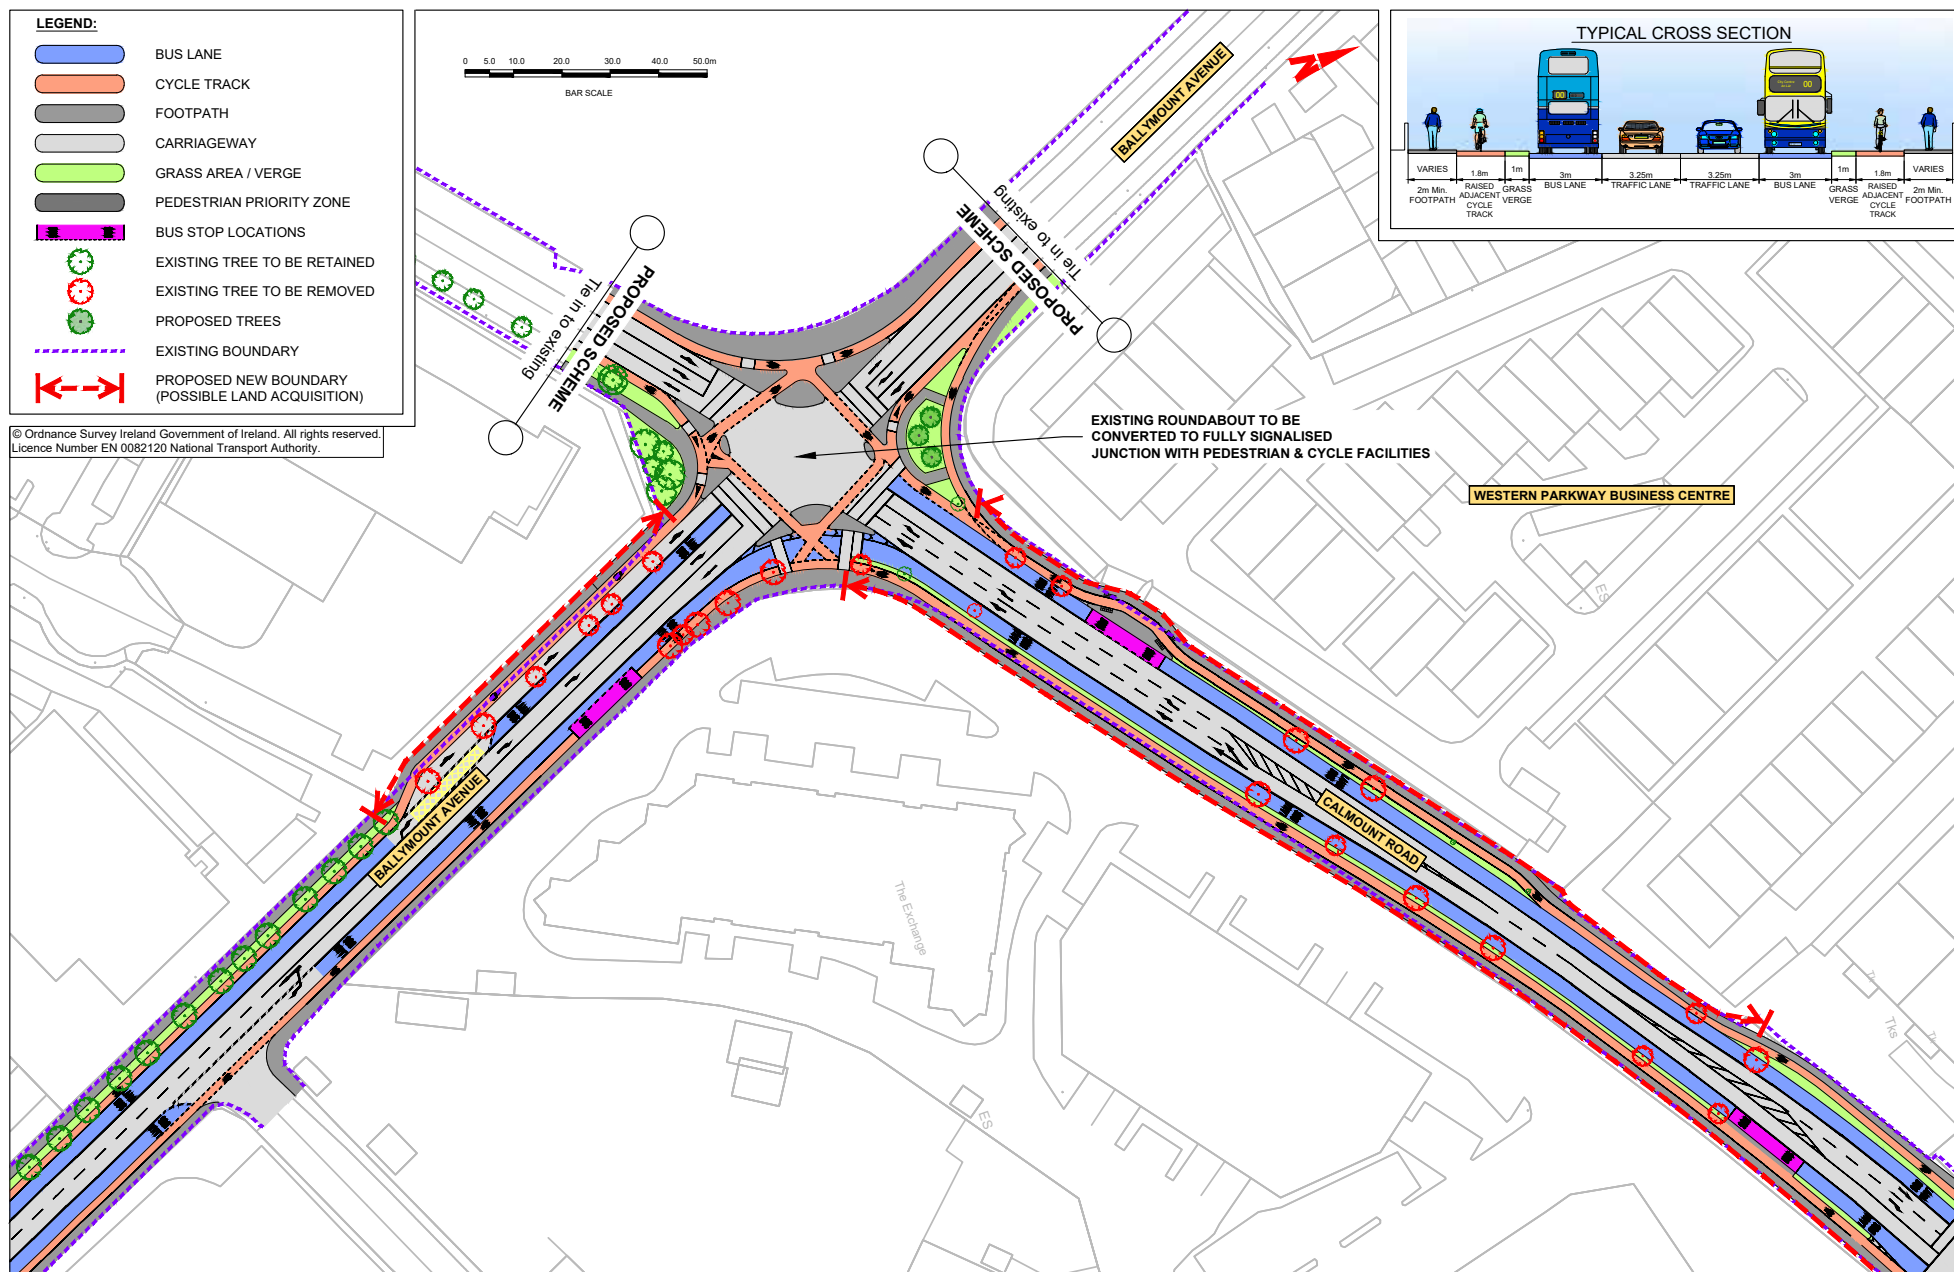 LEGEND:
BUS LANE
CYCLE TRACK
FOOTPATH
CARRIAGEWAY
GRASS AREA / VERGE
PEDESTRIAN PRIORITY ZONE
BUS STOP LOCATIONS
EXISTING TREE TO BE RETAINED
EXISTING TREE TO BE REMOVED
PROPOSED TREES
EXISTING BOUNDARY
PROPOSED NEW BOUNDARY
(POSSIBLE LAND ACQUISITION)
© Ordnance Survey Ireland Government of Ireland. All rights reserved.
Licence Number EN 0082120 National Transport Authority.
0 5.0 10.0 20.0 30.0 40.0 50.0m
BAR SCALE
N
TYPICAL CROSS SECTION
00
00
VARIES 1.8m 1m 3m 3.25m 3.25m 3m 1m 1.8m VARIES
2m Min. FOOTPATH
RAISED ADJACENT CYCLE TRACK
GRASS VERGE
BUS LANE
TRAFFIC LANE
TRAFFIC LANE
BUS LANE
GRASS VERGE
RAISED ADJACENT CYCLE TRACK
2m Min. FOOTPATH
BALLYMOUNT AVENUE
Tie in to existing
PROPOSED SCHEME
Tie in to existing
PROPOSED SCHEME
EXISTING ROUNDABOUT TO BE
CONVERTED TO FULLY SIGNALISED
JUNCTION WITH PEDESTRIAN & CYCLE FACILITIES
WESTERN PARKWAY BUSINESS CENTRE
ES
BALLYMOUNT AVENUE
CALMOUNT ROAD
The Exchange
ES
Tks